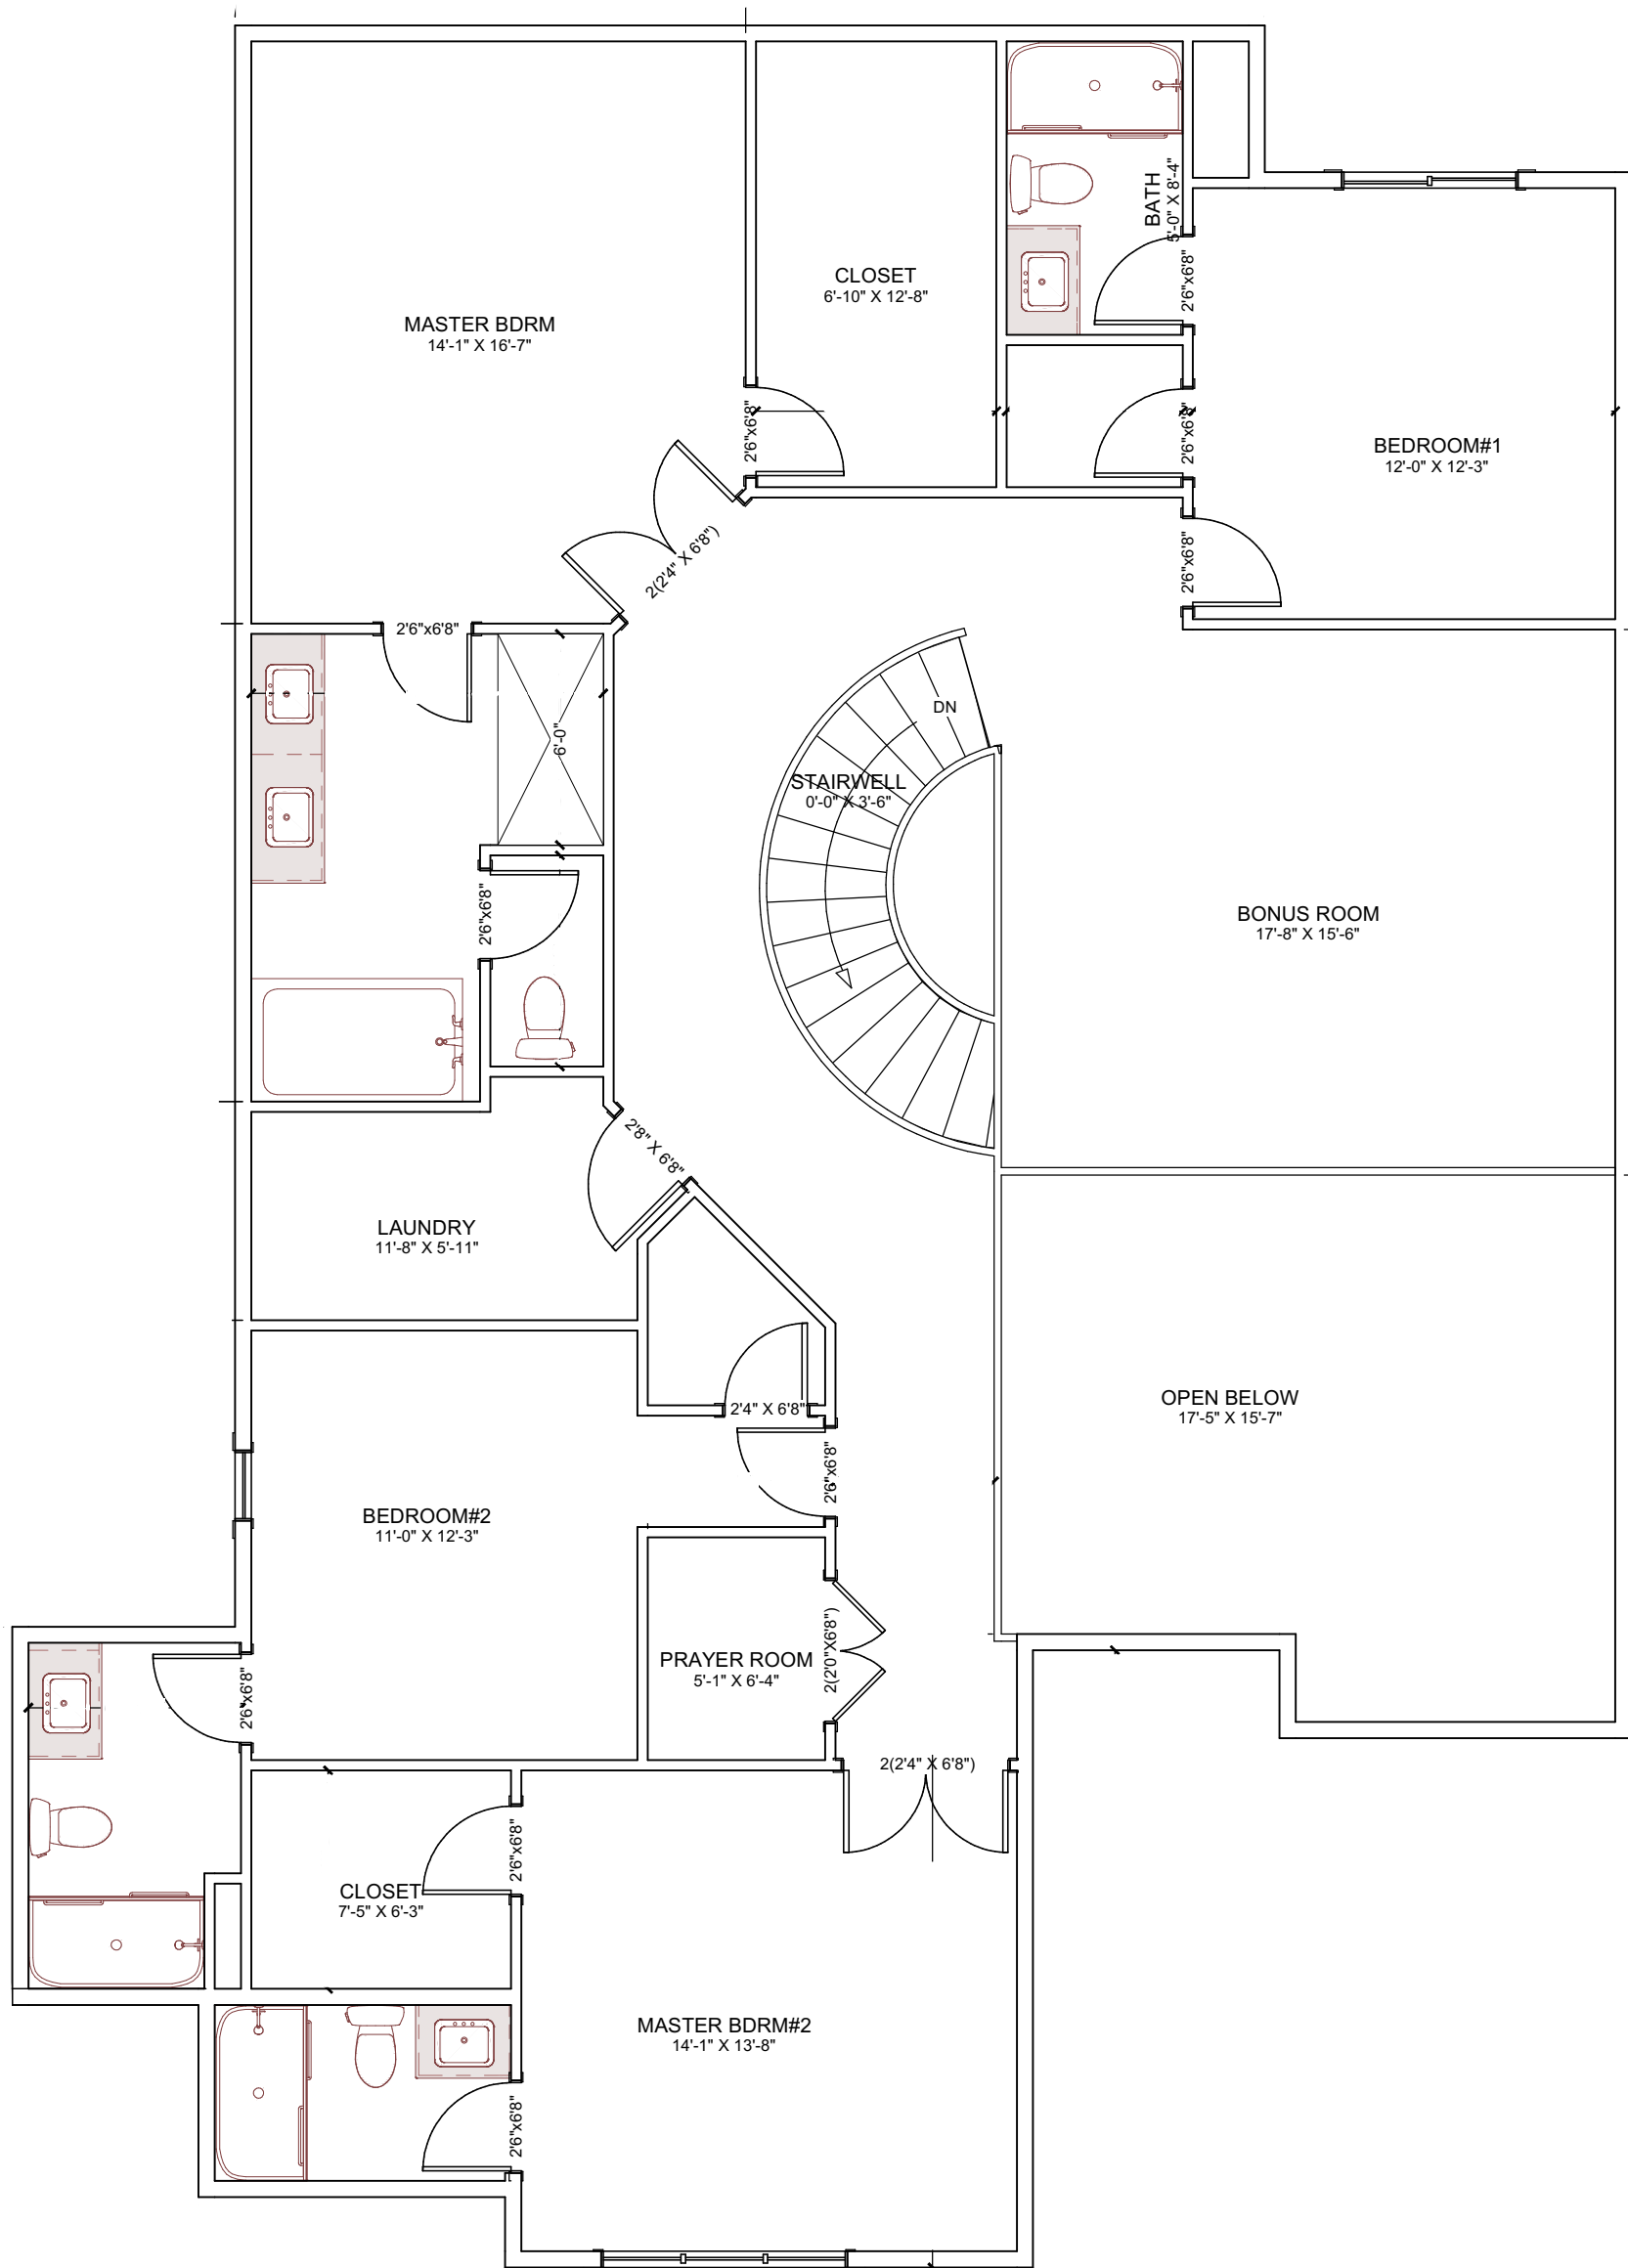 BATH
5'-0" X 8'-4"
2'6"x6'8"
CLOSET
6'-10" X 12'-8"
MASTER BDRM
14'-1" X 16'-7"
2'6"x6'8"
2'6"x6'8"
BEDROOM#1
12'-0" X 12'-3"
2(2'4" X 6'8")
2'6"x6'8"
2'6"x6'8"
DN
6'-0"
STAIRWELL
0'-0" X 3'-6"
2'6"x6'8"
BONUS ROOM
17'-8" X 15'-6"
2'8" X 6'8"
LAUNDRY
11'-8" X 5'-11"
2'4" X 6'8"
OPEN BELOW
17'-5" X 15'-7"
2'6"x6'8"
BEDROOM#2
11'-0" X 12'-3"
2(2'0"X6'8")
PRAYER ROOM
5'-1" X 6'-4"
2'6"x6'8"
2(2'4" X 6'8")
2'6"x6'8"
CLOSET
7'-5" X 6'-3"
MASTER BDRM#2
14'-1" X 13'-8"
2'6"x6'8"